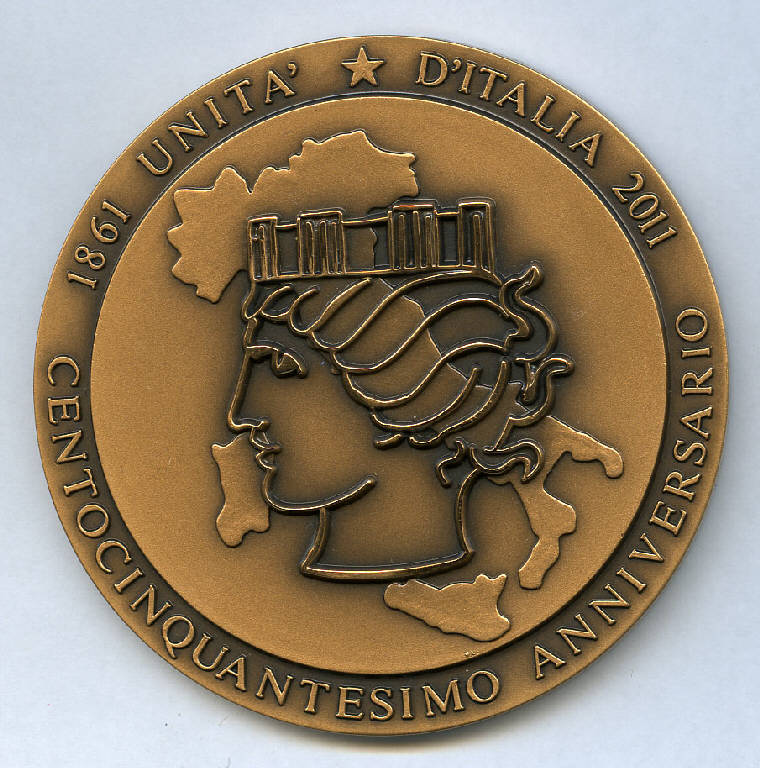 1861 UNITA' ★ D'ITALIA 2011
CENTOCINQUANTESIMO ANNIVERSARIO